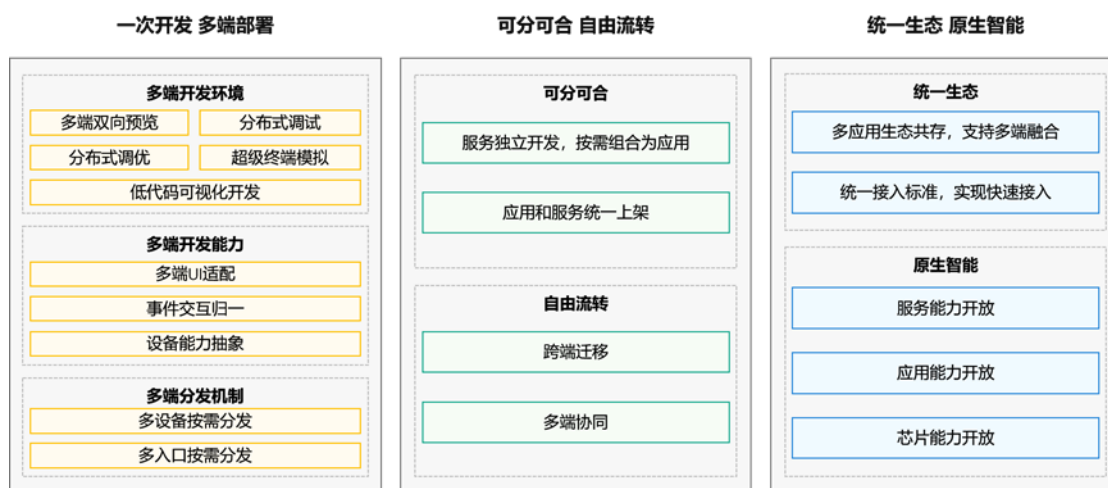 一次开发 多端部署
多端开发环境
多端双向预览
分布式调试
分布式调优
超级终端模拟
低代码可视化开发
多端开发能力
多端UI适配
事件交互归一
设备能力抽象
多端分发机制
多设备按需分发
多入口按需分发
可分可合 自由流转
可分可合
服务独立开发，按需组合为应用
应用和服务统一上架
自由流转
跨端迁移
多端协同
统一生态 原生智能
统一生态
多应用生态共存，支持多端融合
统一接入标准，实现快速接入
原生智能
服务能力开放
应用能力开放
芯片能力开放